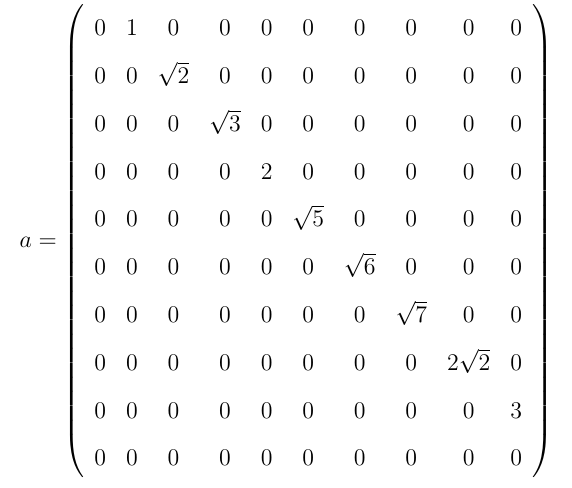 0 1 0 0 0 0 0 0 0 0
0 0 √2 0 0 0 0 0 0 0
0 0 0 √3 0 0 0 0 0 0
0 0 0 0 2 0 0 0 0 0
a = 0 0 0 0 0 √5 0 0 0 0
0 0 0 0 0 0 √6 0 0 0
0 0 0 0 0 0 0 √7 0 0
0 0 0 0 0 0 0 0 2√2 0
0 0 0 0 0 0 0 0 0 3
0 0 0 0 0 0 0 0 0 0